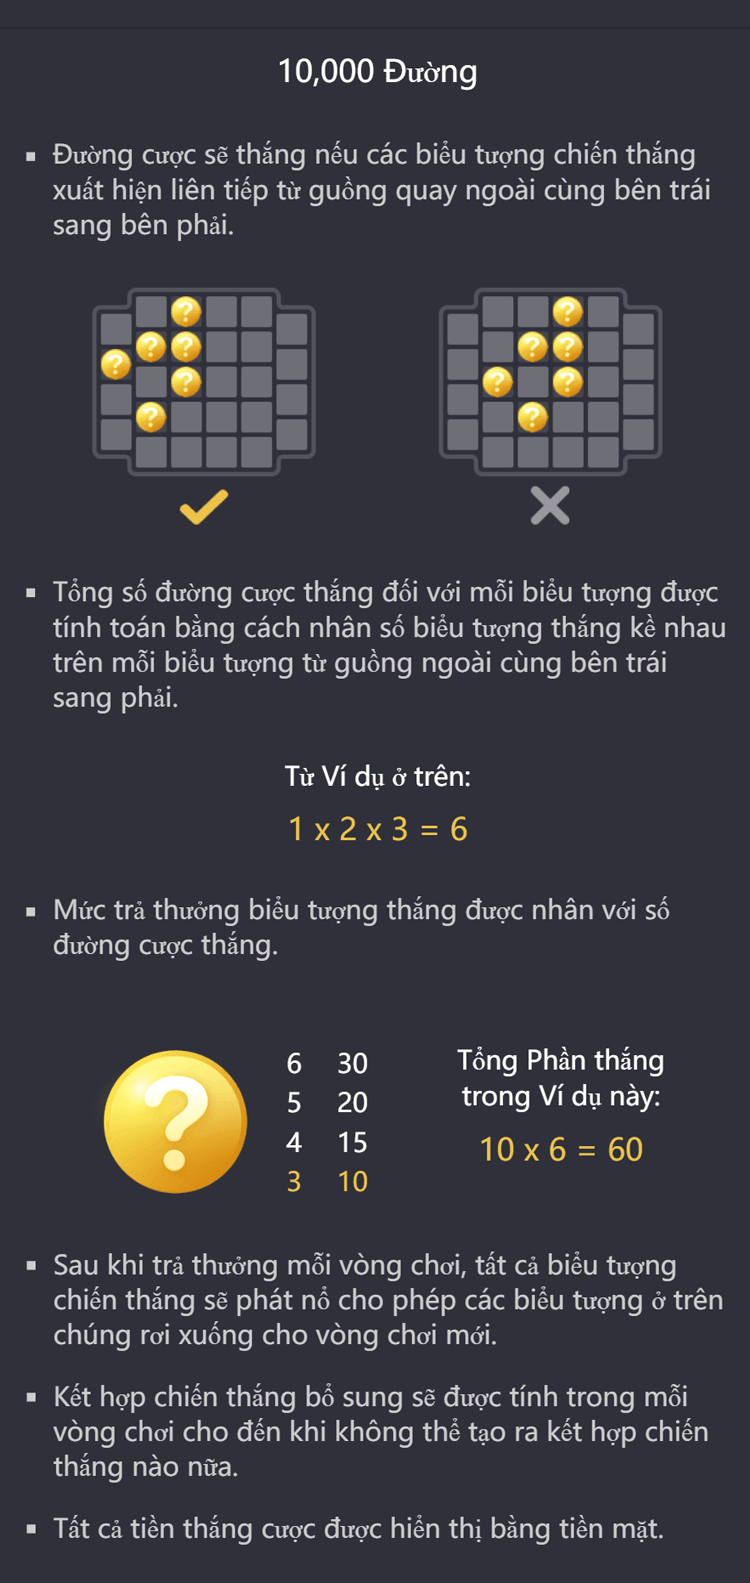 10,000 Đường
▪ Đường cược sẽ thắng nếu các biểu tượng chiến thắng
xuất hiện liên tiếp từ guồng quay ngoài cùng bên trái
sang bên phải.
▪ Tổng số đường cược thắng đối với mỗi biểu tượng được
tính toán bằng cách nhân số biểu tượng thắng kề nhau
trên mỗi biểu tượng từ guồng ngoài cùng bên trái
sang phải.
Từ Ví dụ ở trên:
1 x 2 x 3 = 6
▪ Mức trả thưởng biểu tượng thắng được nhân với số
đường cược thắng.
?
6 30
5 20
4 15
3 10
Tổng Phần thắng
trong Ví dụ này:
10 x 6 = 60
▪ Sau khi trả thưởng mỗi vòng chơi, tất cả biểu tượng
chiến thắng sẽ phát nổ cho phép các biểu tượng ở trên
chúng rơi xuống cho vòng chơi mới.
▪ Kết hợp chiến thắng bổ sung sẽ được tính trong mỗi
vòng chơi cho đến khi không thể tạo ra kết hợp chiến
thắng nào nữa.
▪ Tất cả tiền thắng cược được hiển thị bằng tiền mặt.